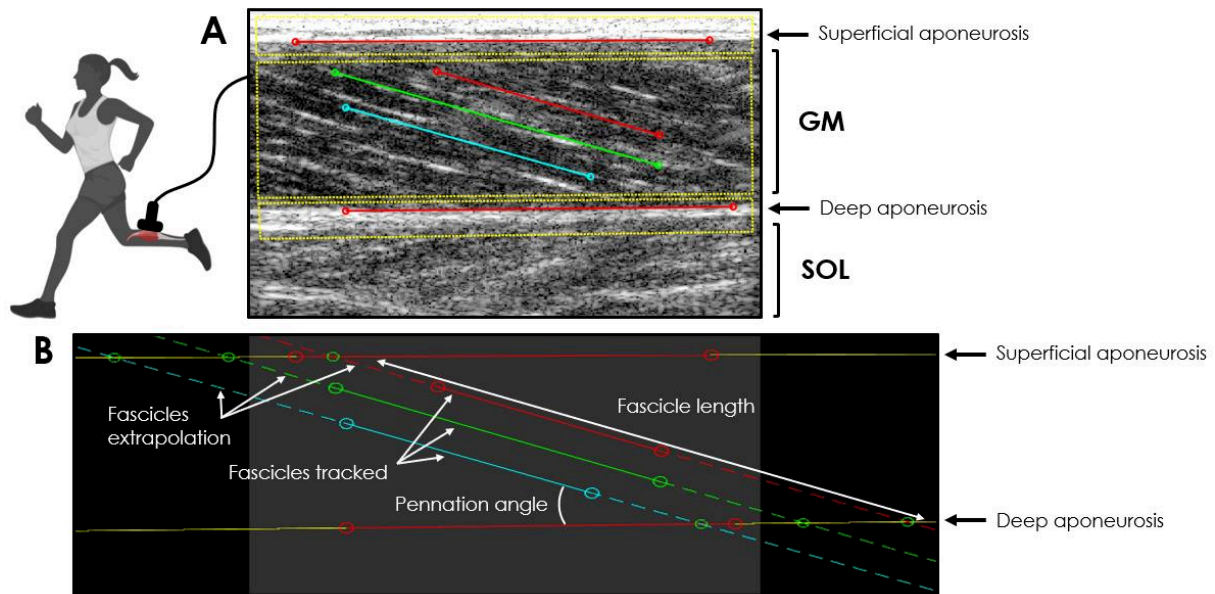 A
Superficial aponeurosis
GM
Deep aponeurosis
SOL
B
Superficial aponeurosis
Fascicle length
Fascicles
extrapolation
Fascicles tracked
Pennation angle
Deep aponeurosis